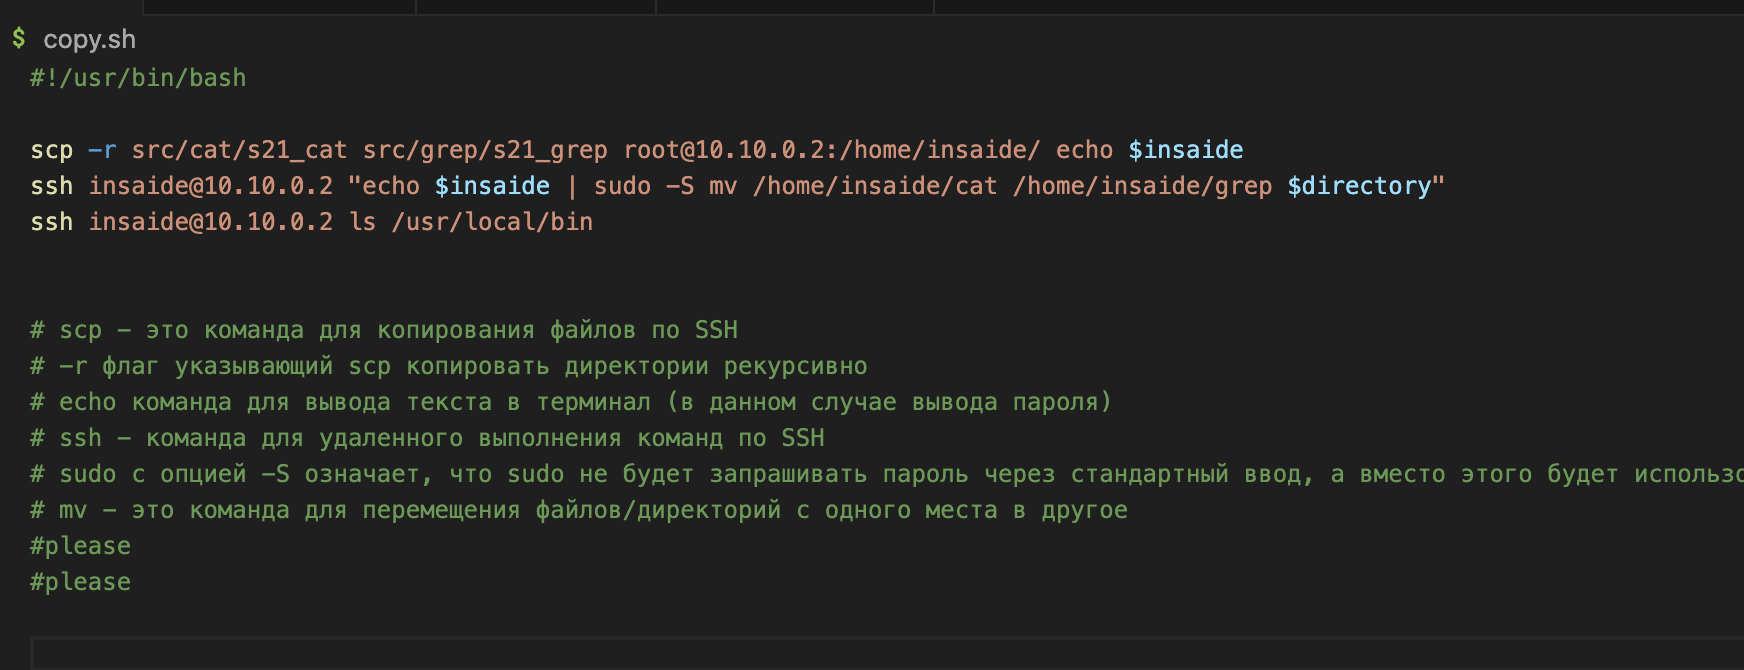 $ copy.sh
#!/usr/bin/bash
scp -r src/cat/s21_cat src/grep/s21_grep root@10.10.0.2:/home/insaide/ echo $insaide
ssh insaide@10.10.0.2 "echo $insaide | sudo -S mv /home/insaide/cat /home/insaide/grep $directory"
ssh insaide@10.10.0.2 ls /usr/local/bin
# scp - это команда для копирования файлов по SSH
# -r флаг указывающий scp копировать директории рекурсивно
# echo команда для вывода текста в терминал (в данном случае вывода пароля)
# ssh - команда для удаленного выполнения команд по SSH
# sudo с опцией -S означает, что sudo не будет запрашивать пароль через стандартный ввод, а вместо этого будет использо
# mv - это команда для перемещения файлов/директорий с одного места в другое
#please
#please